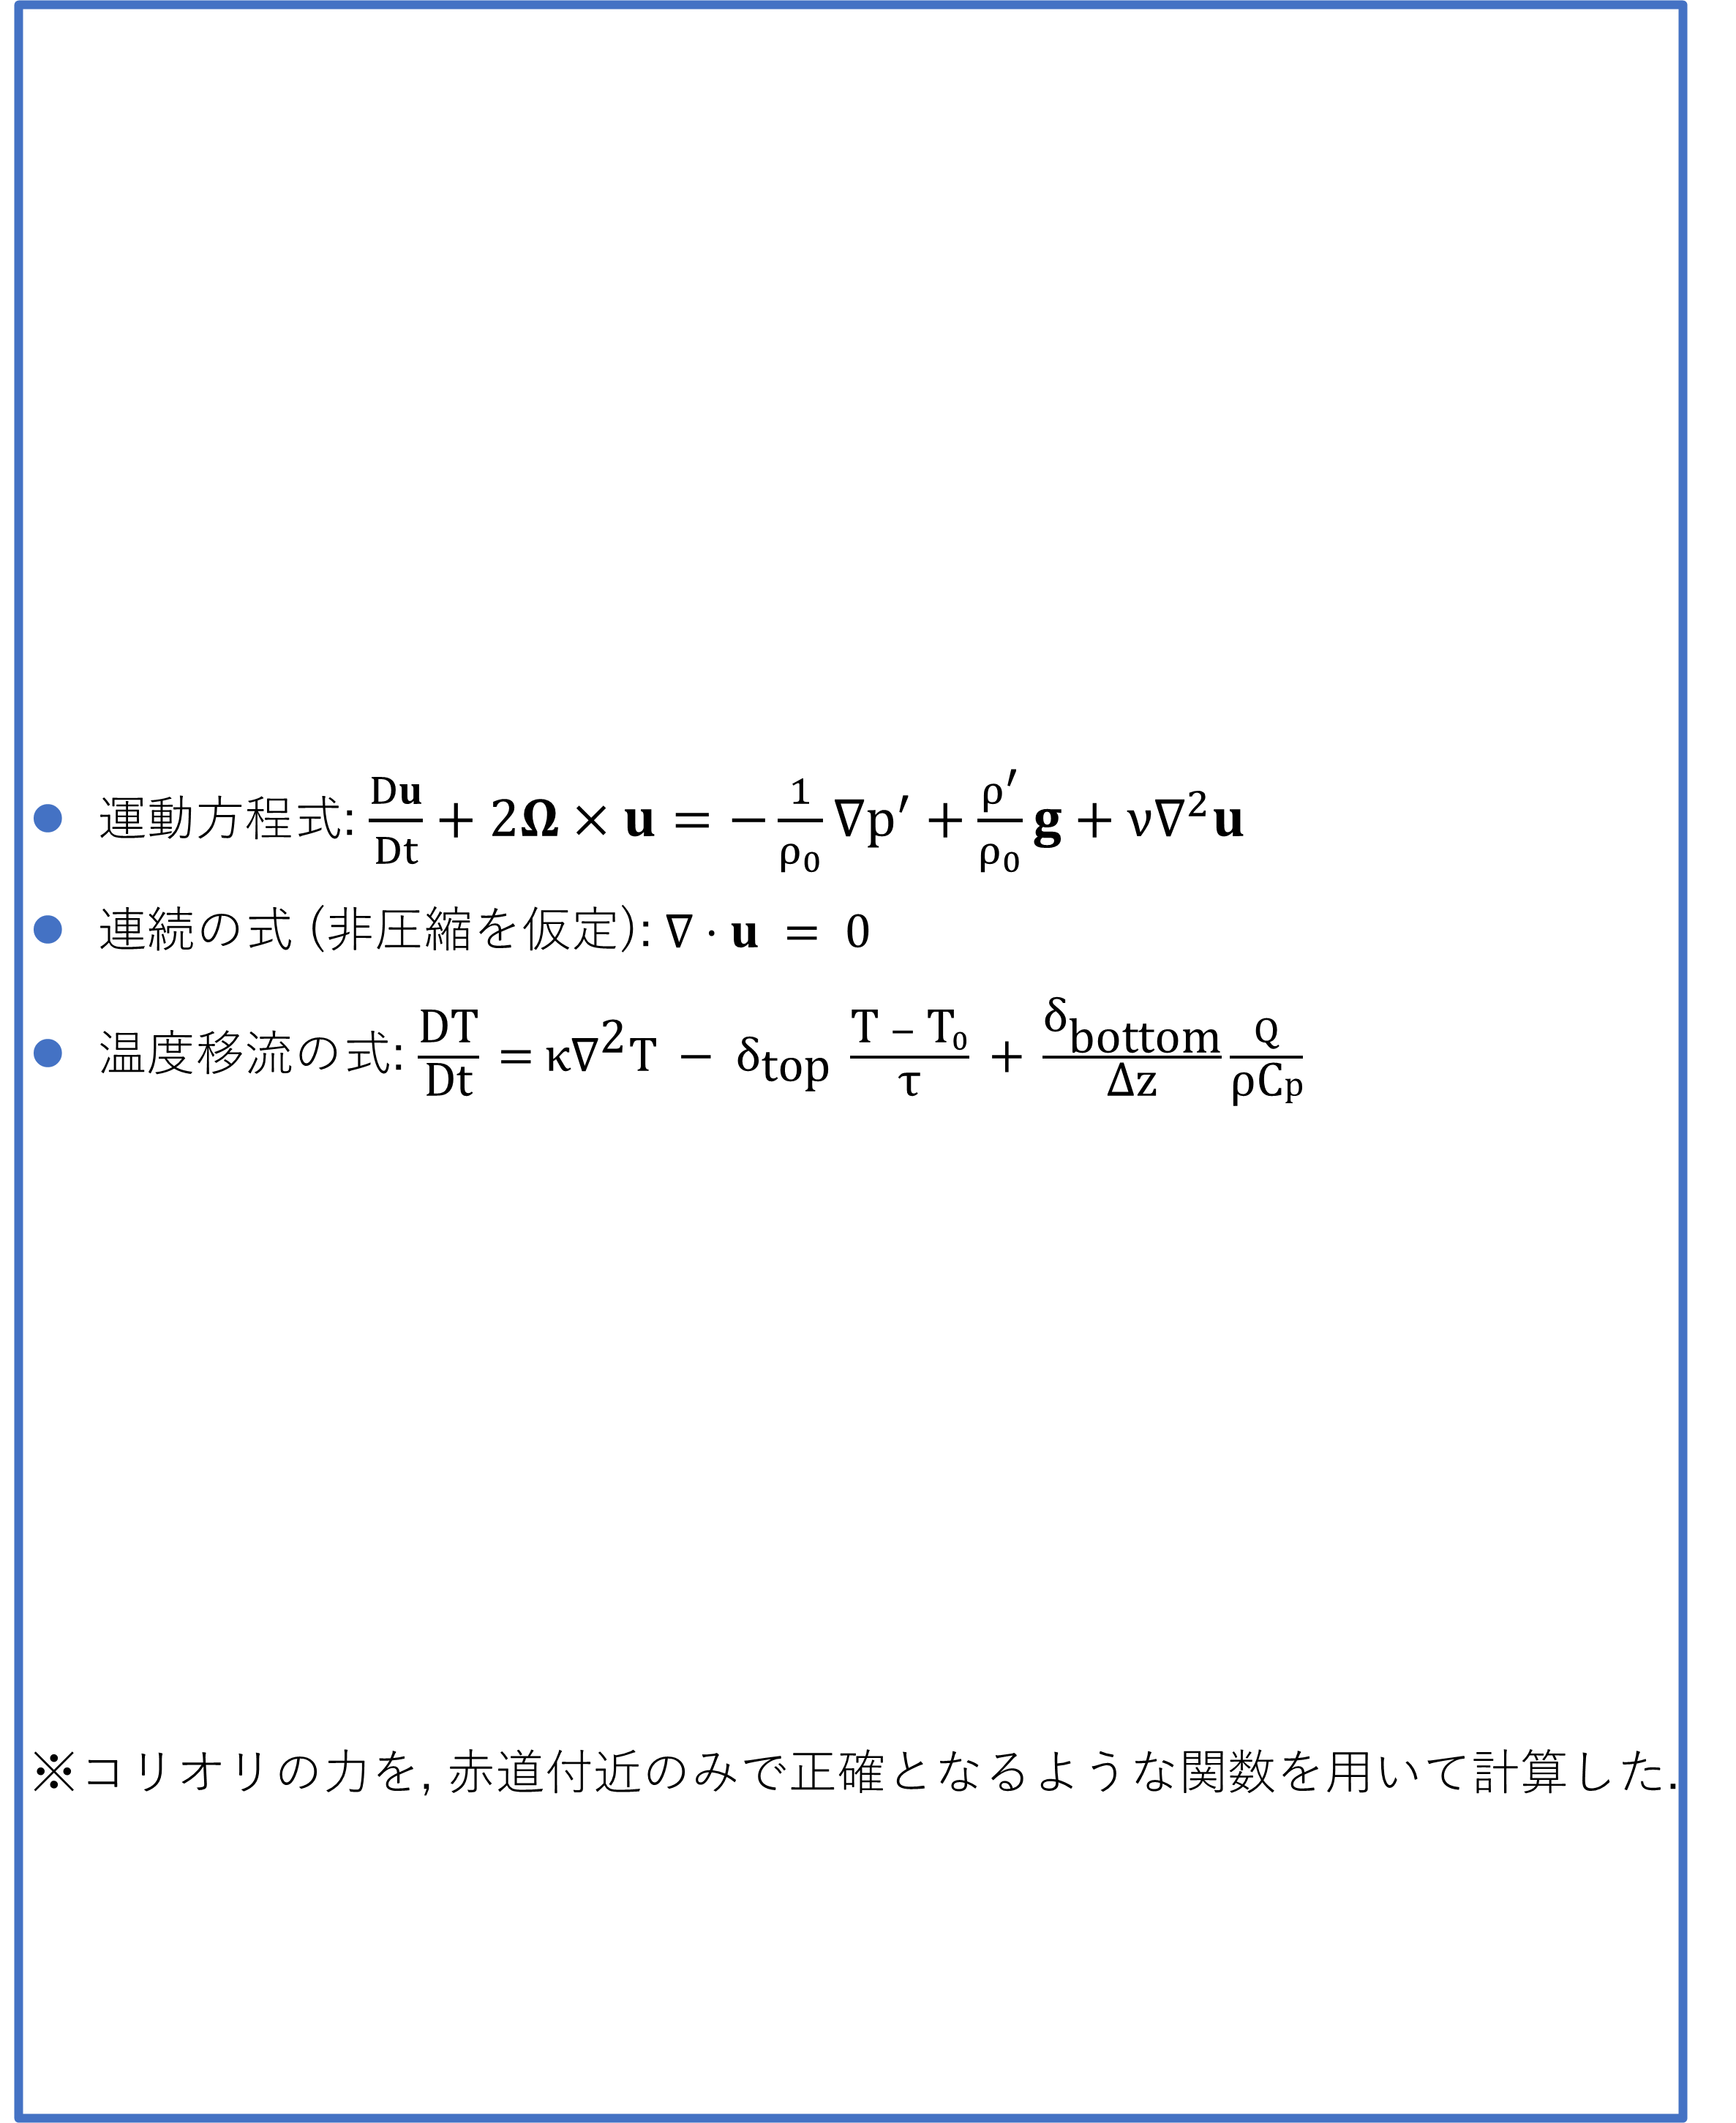 ● 運動方程式: Du/Dt + 2Ω × u = − 1/ρ₀ ∇p′ + ρ′/ρ₀ g + ν∇²u
● 連続の式 (非圧縮を仮定): ∇ · u = 0
● 温度移流の式: DT/Dt = κ∇²T − δ_top (T − T₀)/τ + δ_bottom/Δz Q/(ρCp)
※コリオリの力を, 赤道付近のみで正確となるような関数を用いて計算した.